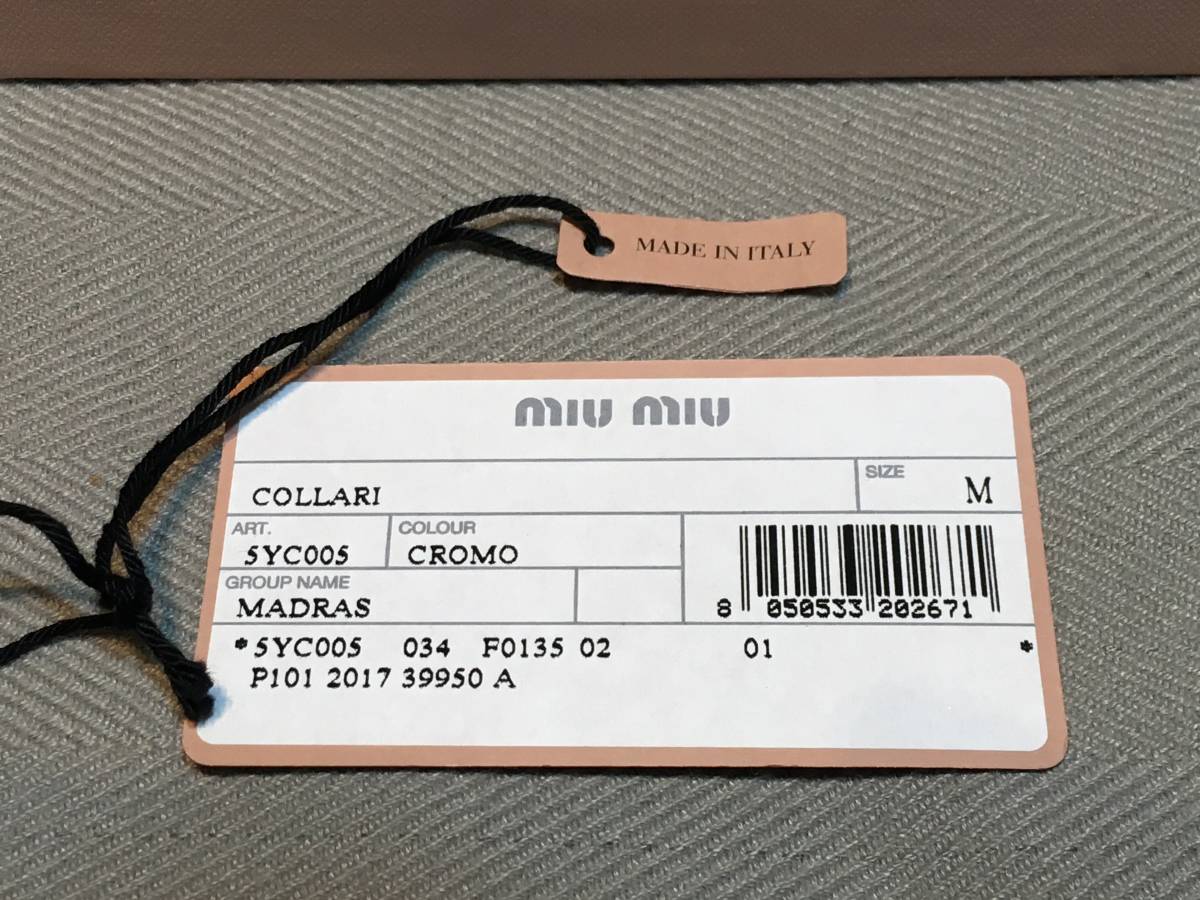 MADE IN ITALY
miu miu
COLLARI
SIZE
M
ART.
5YC005
COLOUR
CROMO
GROUP NAME
MADRAS
8 050533 202671
*5YC005 034 F0135 02 01 *
P101 2017 39950 A